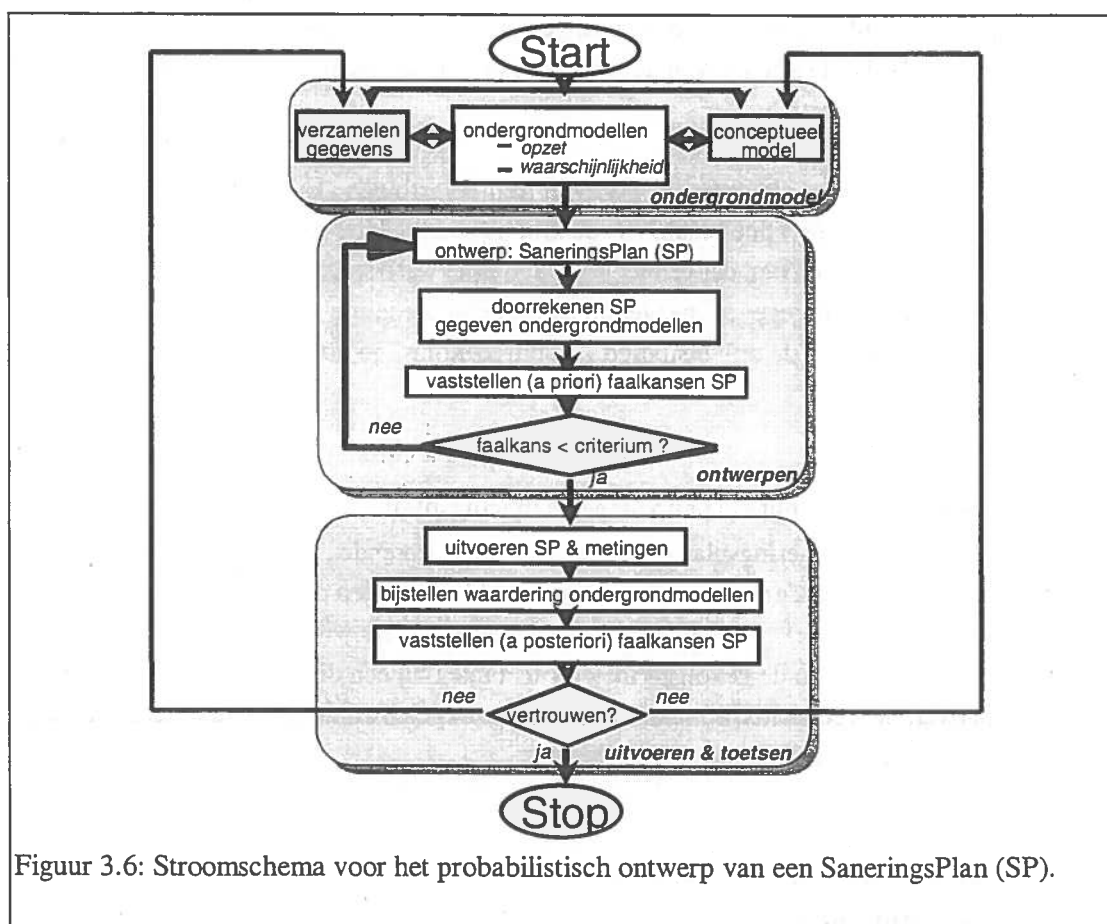 Start
verzamelen
gegevens
ondergrondmodellen
– opzet
– waarschijnlijkheid
conceptueel
model
ondergrondmodel
ontwerp: SaneringsPlan (SP)
doorrekenen SP
gegeven ondergrondmodellen
vaststellen (a priori) faalkansen SP
nee
faalkans < criterium ?
ja
ontwerpen
uitvoeren SP & metingen
bijstellen waardering ondergrondmodellen
vaststellen (a posteriori) faalkansen SP
nee
nee
vertrouwen?
ja
uitvoeren & toetsen
Stop
Figuur 3.6: Stroomschema voor het probabilistisch ontwerp van een SaneringsPlan (SP).